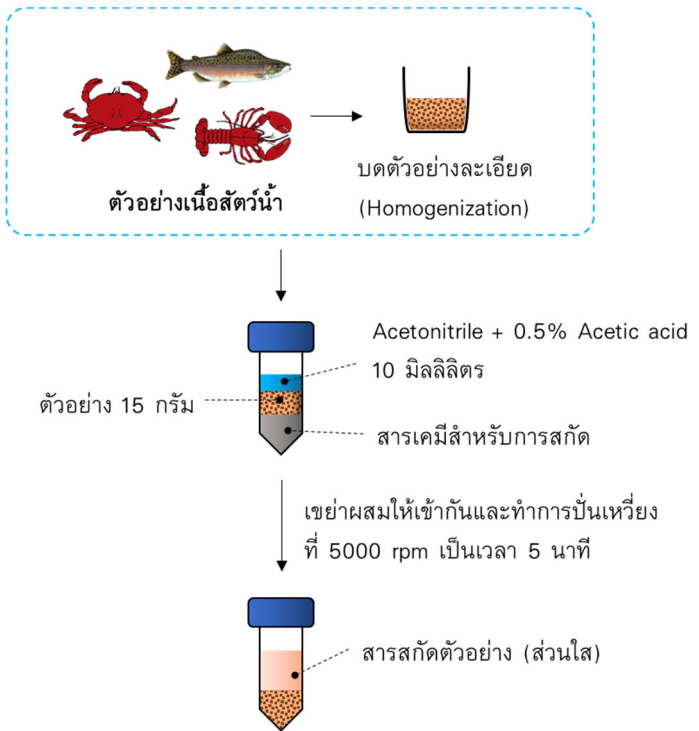 ตัวอย่างเนื้อสัตว์น้ำ
บดตัวอย่างละเอียด
(Homogenization)
Acetonitrile + 0.5% Acetic acid
10 มิลลิลิตร
ตัวอย่าง 15 กรัม
สารเคมีสำหรับการสกัด
เขย่าผสมให้เข้ากันและทำการปั่นเหวี่ยง
ที่ 5000 rpm เป็นเวลา 5 นาที
สารสกัดตัวอย่าง (ส่วนใส)